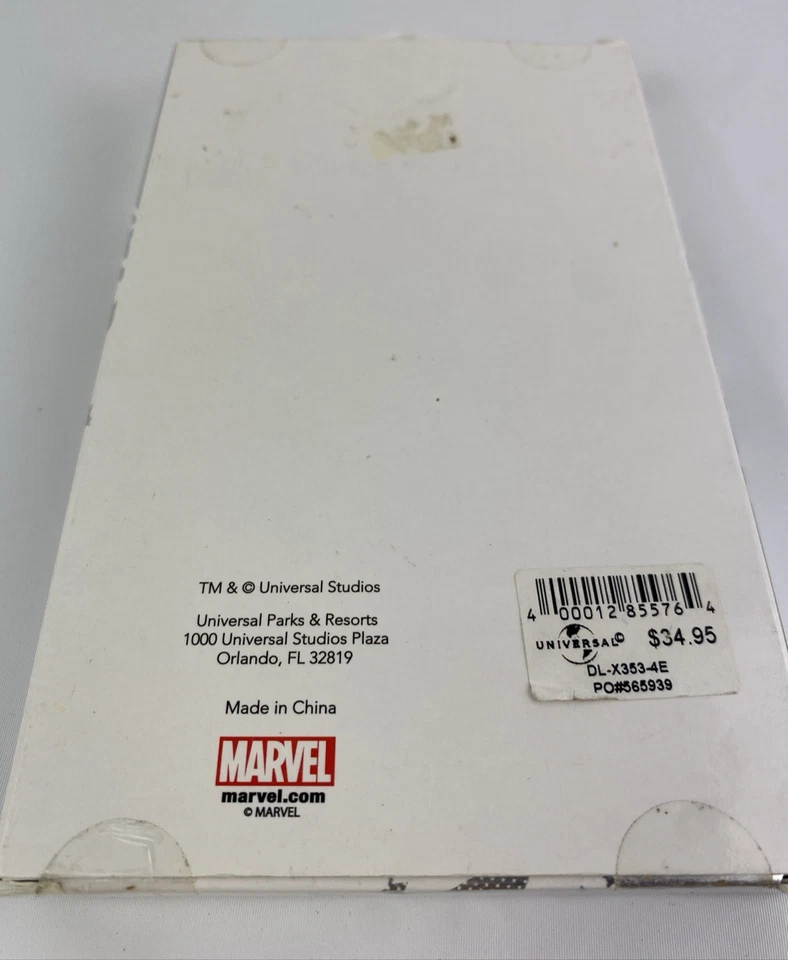 TM & © Universal Studios
Universal Parks & Resorts
1000 Universal Studios Plaza
Orlando, FL 32819
Made in China
MARVEL
marvel.com
© MARVEL
4 00012 85576 4
UNIVERSAL© $34.95
DL-X353-4E
PO#565939